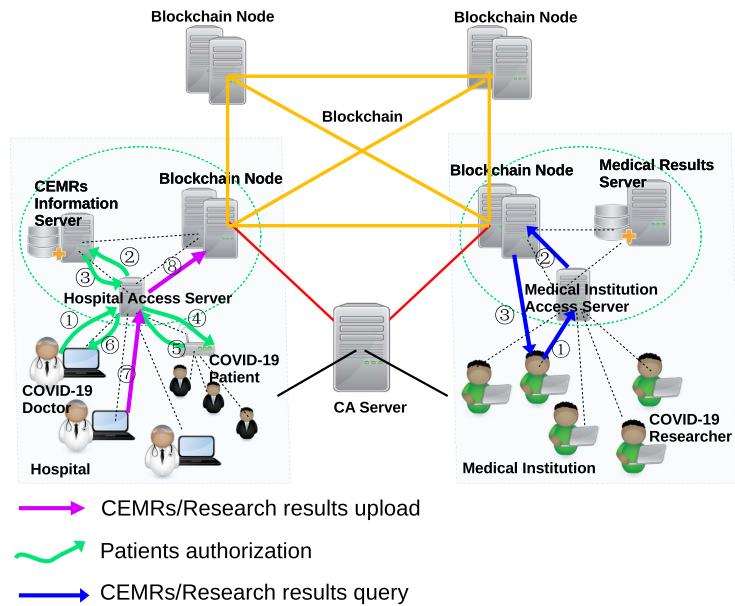 Blockchain Node
Blockchain Node
Blockchain
Blockchain Node
CEMRs
Information
Server
②
③
⑧
Hospital Access Server
①
④
⑥
⑤
⑦
COVID-19
Patient
COVID-19
Doctor
Hospital
Blockchain Node
Medical Results
Server
②
Medical Institution
Access Server
③
①
COVID-19
Researcher
Medical Institution
CA Server
CEMRs/Research results upload
Patients authorization
CEMRs/Research results query